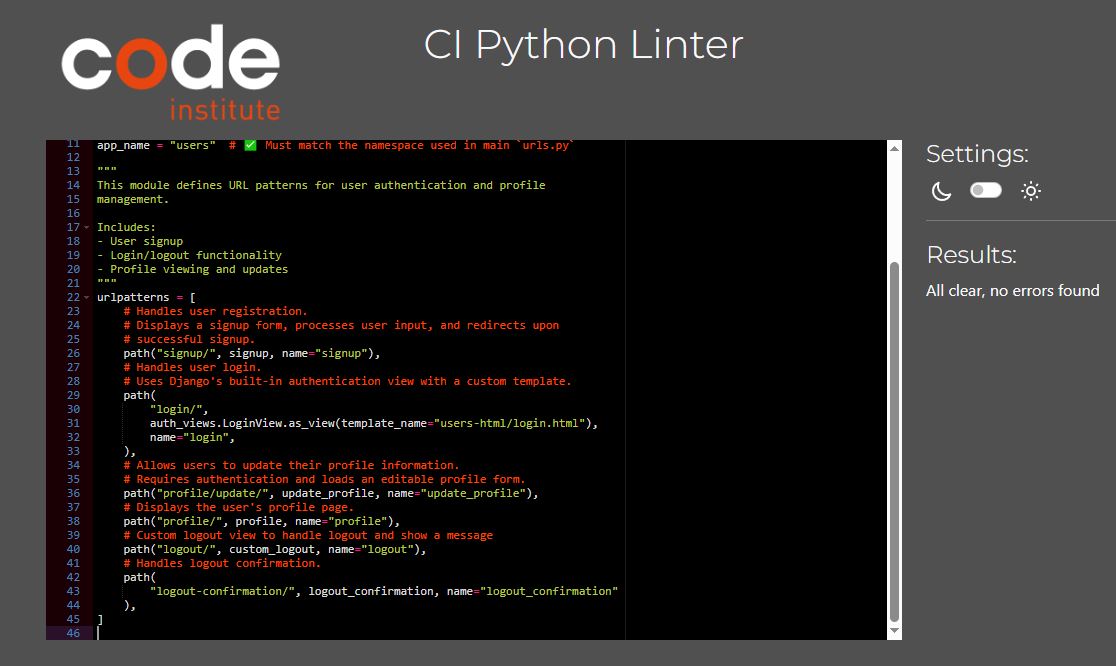 code
institute
CI Python Linter
11 app_name = "users"  # ✅ Must match the namespace used in main `urls.py`
12
13 """
14 This module defines URL patterns for user authentication and profile
15 management.
16
17 Includes:
18 - User signup
19 - Login/logout functionality
20 - Profile viewing and updates
21 """
22 urlpatterns = [
23     # Handles user registration.
24     # Displays a signup form, processes user input, and redirects upon
25     # successful signup.
26     path("signup/", signup, name="signup"),
27     # Handles user login.
28     # Uses Django's built-in authentication view with a custom template.
29     path(
30         "login/",
31         auth_views.LoginView.as_view(template_name="users-html/login.html"),
32         name="login",
33     ),
34     # Allows users to update their profile information.
35     # Requires authentication and loads an editable profile form.
36     path("profile/update/", update_profile, name="update_profile"),
37     # Displays the user's profile page.
38     path("profile/", profile, name="profile"),
39     # Custom logout view to handle logout and show a message
40     path("logout/", custom_logout, name="logout"),
41     # Handles logout confirmation.
42     path(
43         "logout-confirmation/", logout_confirmation, name="logout_confirmation"
44     ),
45 ]
46
Settings:
Results:
All clear, no errors found